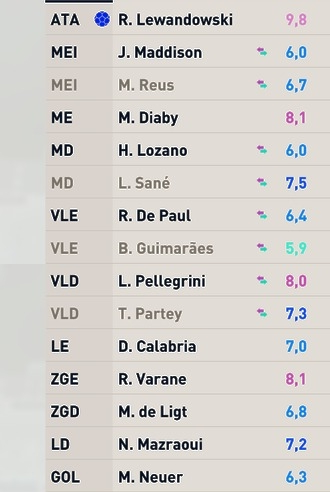 ATA R. Lewandowski 9,8
MEI J. Maddison 6,0
MEI M. Reus 6,7
ME M. Diaby 8,1
MD H. Lozano 6,0
MD L. Sané 7,5
VLE R. De Paul 6,4
VLE B. Guimarães 5,9
VLD L. Pellegrini 8,0
VLD T. Partey 7,3
LE D. Calabria 7,0
ZGE R. Varane 8,1
ZGD M. de Ligt 6,8
LD N. Mazraoui 7,2
GOL M. Neuer 6,3